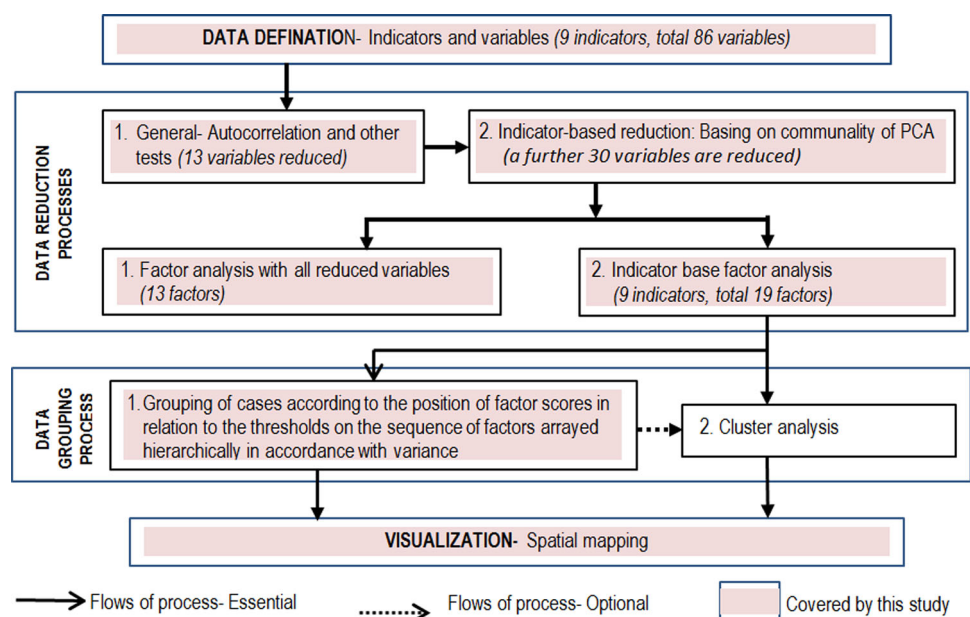 DATA DEFINATION- Indicators and variables (9 indicators, total 86 variables)
DATA REDUCTION
PROCESSES
1. General- Autocorrelation and other
tests (13 variables reduced)
2. Indicator-based reduction: Basing on communality of PCA
(a further 30 variables are reduced)
1. Factor analysis with all reduced variables
(13 factors)
2. Indicator base factor analysis
(9 indicators, total 19 factors)
DATA
GROUPING
PROCESS
1. Grouping of cases according to the position of factor scores in
relation to the thresholds on the sequence of factors arrayed
hierarchically in accordance with variance
2. Cluster analysis
VISUALIZATION- Spatial mapping
Flows of process- Essential
Flows of process- Optional
Covered by this study